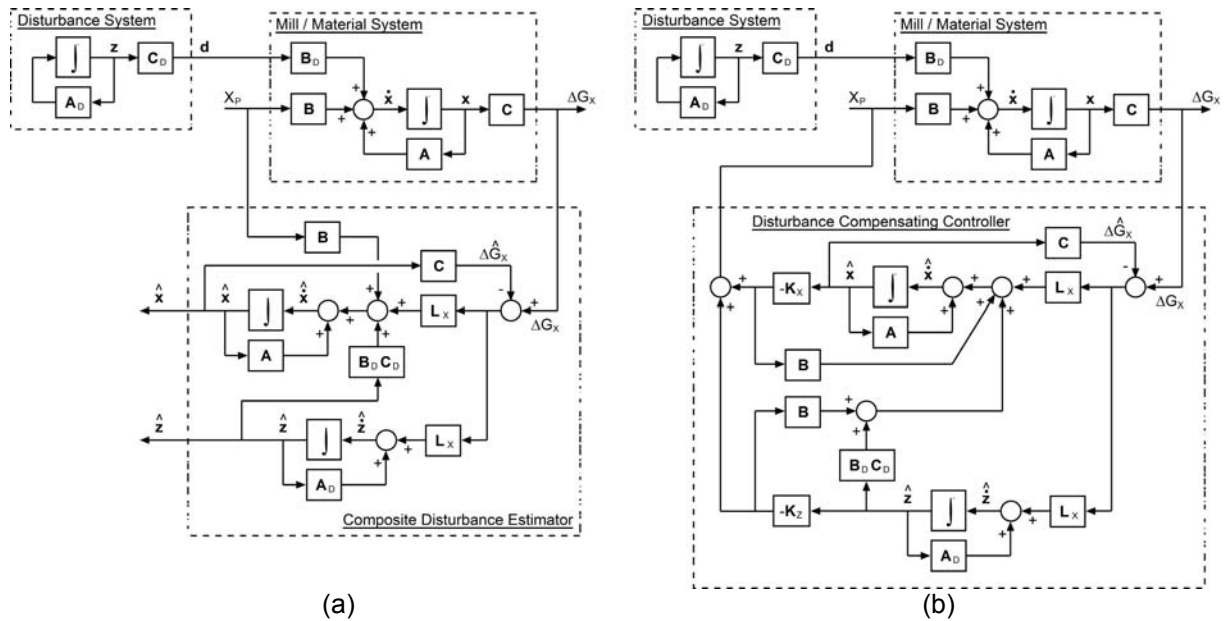 Disturbance System
∫
z
C_D
d
A_D
Mill / Material System
B_D
X_P
B
+
+
+
ẋ
∫
x
C
ΔG_X
A
B
C
ΔĜ_X
x̂
x̂
∫
x̂̇
+
+
+
+
+
L_X
-
+
ΔG_X
A
B_D C_D
ẑ
ẑ
∫
ẑ̇
+
+
L_X
A_D
Composite Disturbance Estimator
(a)
Disturbance System
∫
z
C_D
d
A_D
Mill / Material System
B_D
X_P
B
+
+
+
ẋ
∫
x
C
ΔG_X
A
Disturbance Compensating Controller
C
ΔĜ_X
+
+
-K_X
x̂
∫
x̂̇
+
+
+
+
+
L_X
-
+
ΔG_X
A
B
B
+
+
B_D C_D
-K_Z
ẑ
∫
ẑ̇
+
+
L_X
A_D
(b)